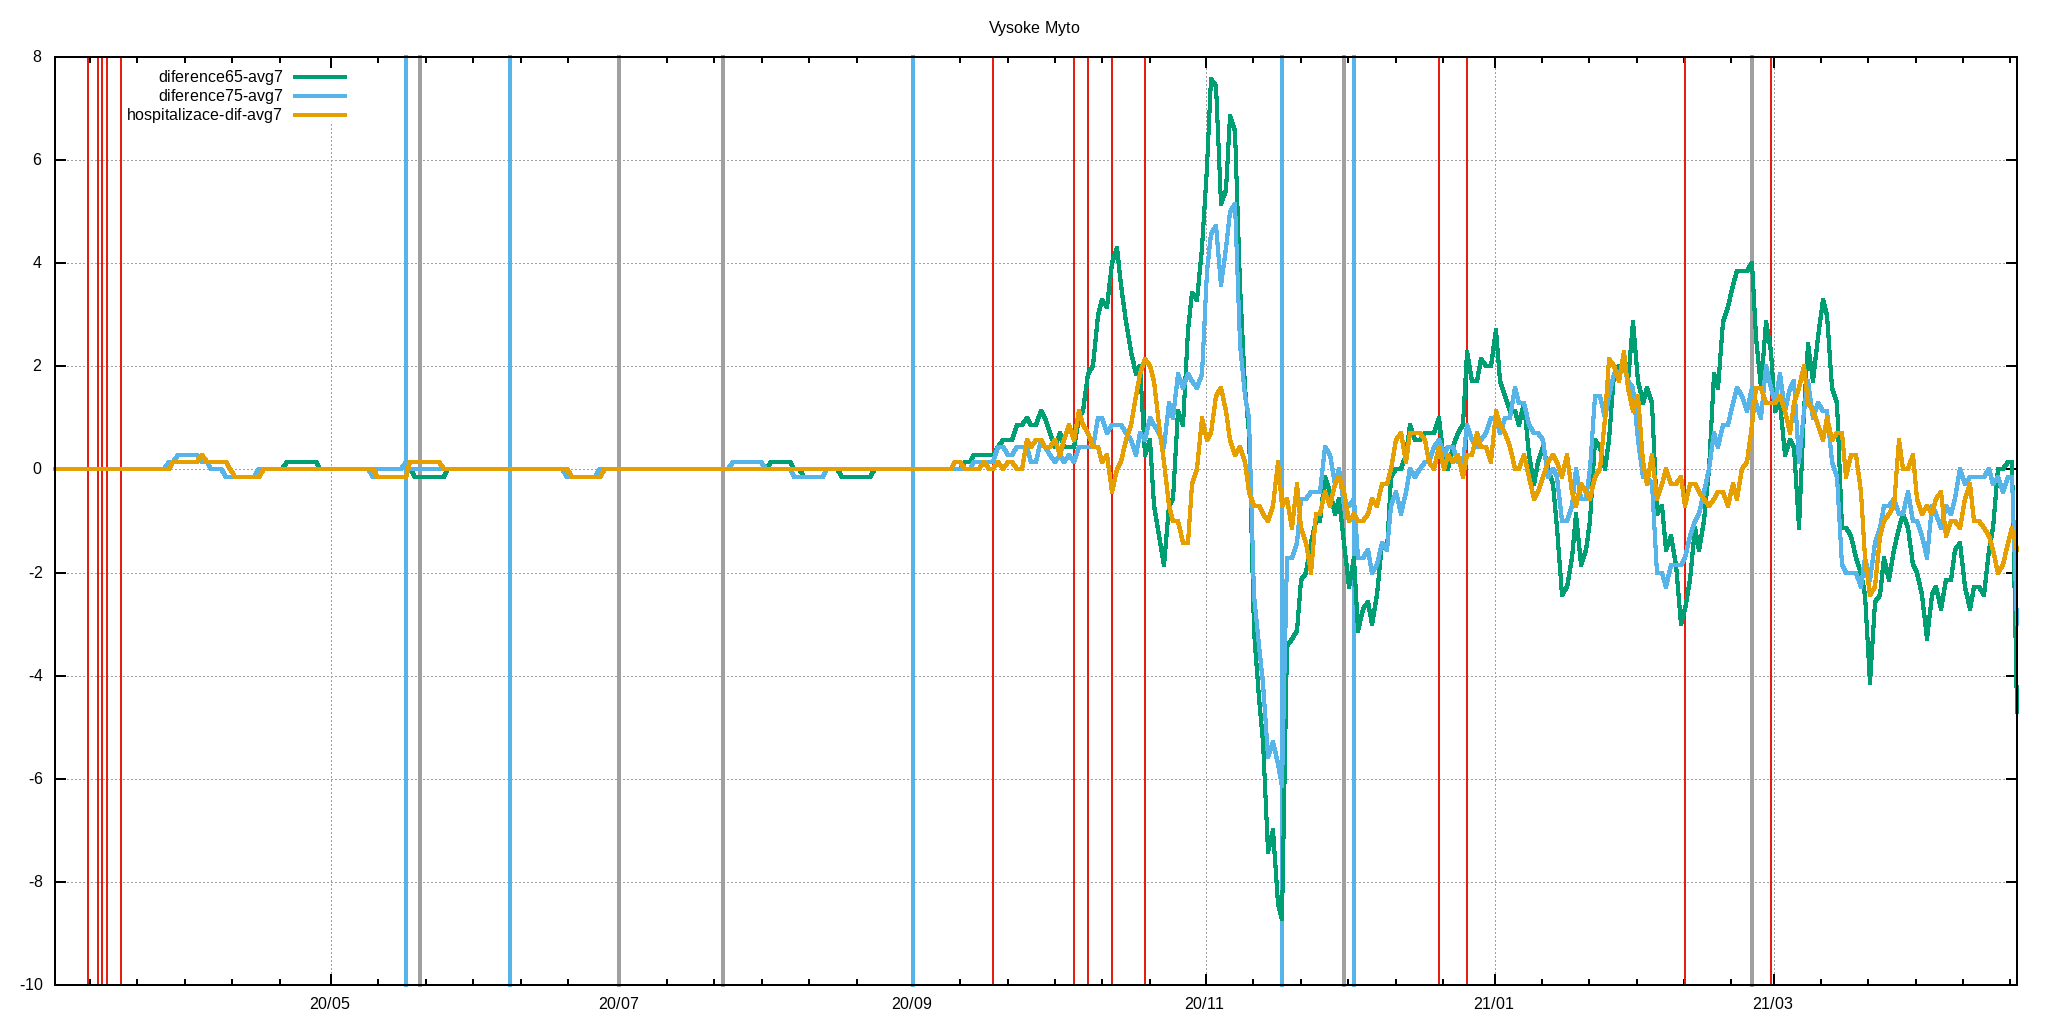 Vysoke Myto
8
diference65-avg7
diference75-avg7
hospitalizace-dif-avg7
6
4
2
0
-2
-4
-6
-8
-10
20/05 20/07 20/09 20/11 21/01 21/03